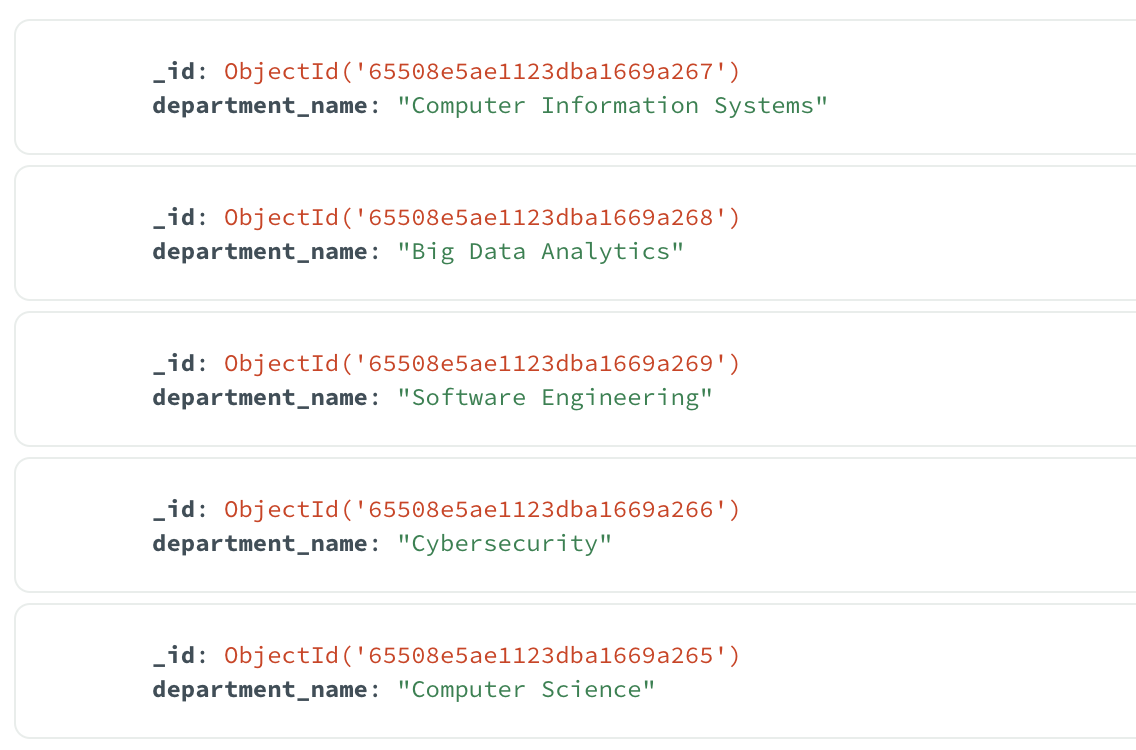 _id: ObjectId('65508e5ae1123dba1669a267')
department_name: "Computer Information Systems"
_id: ObjectId('65508e5ae1123dba1669a268')
department_name: "Big Data Analytics"
_id: ObjectId('65508e5ae1123dba1669a269')
department_name: "Software Engineering"
_id: ObjectId('65508e5ae1123dba1669a266')
department_name: "Cybersecurity"
_id: ObjectId('65508e5ae1123dba1669a265')
department_name: "Computer Science"